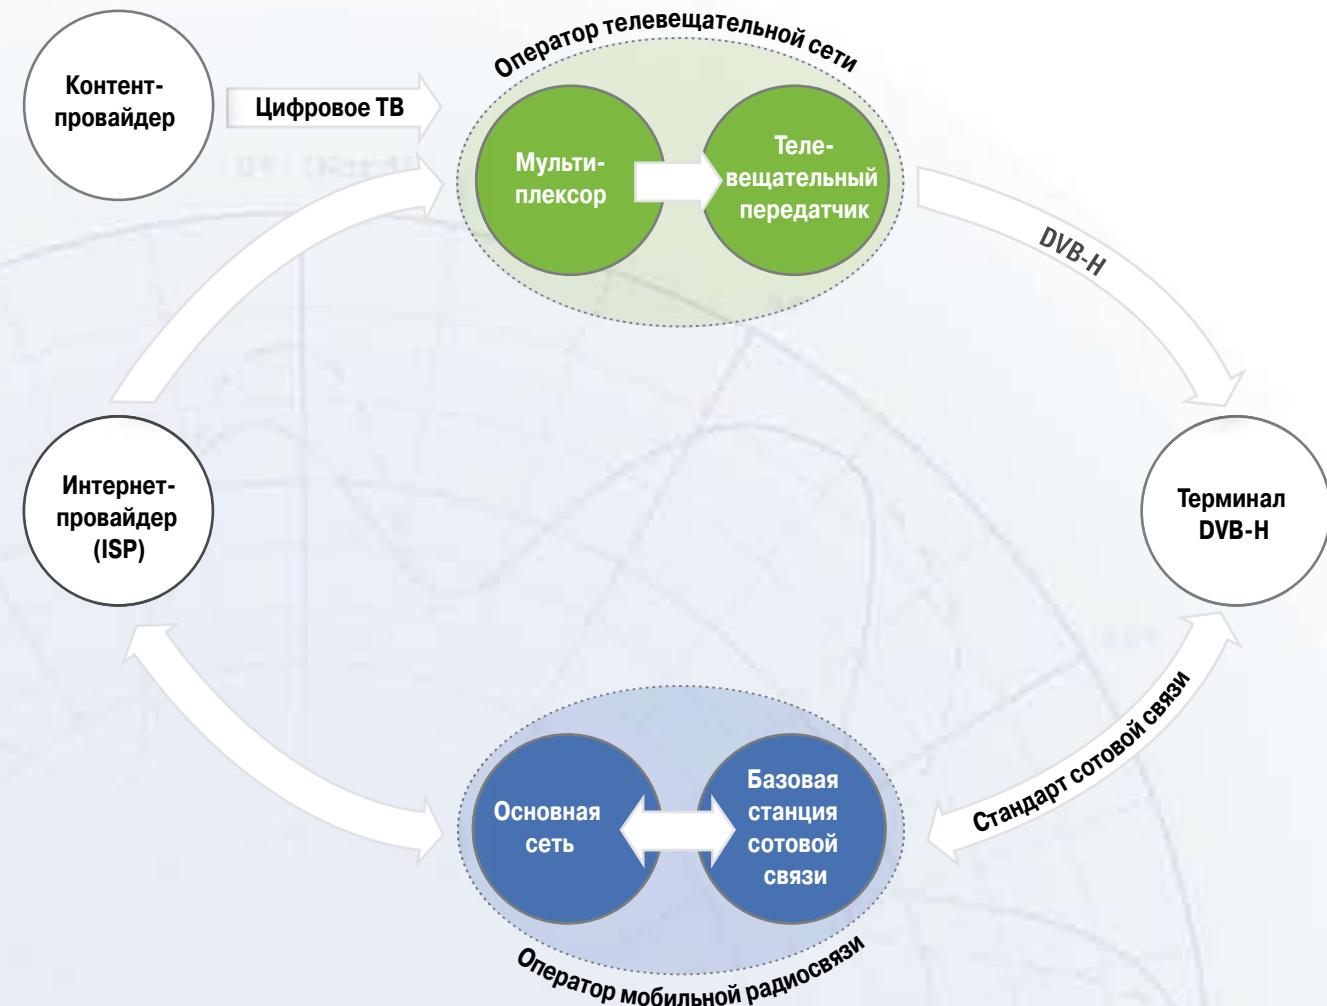 Оператор телевещательной сети
Контент-
провайдер
Цифровое ТВ
Мульти-
плексор
Теле-
вещательный
передатчик
DVB-H
Интернет-
провайдер
(ISP)
Терминал
DVB-H
Стандарт сотовой связи
Основная
сеть
Базовая
станция
сотовой
связи
Оператор мобильной радиосвязи